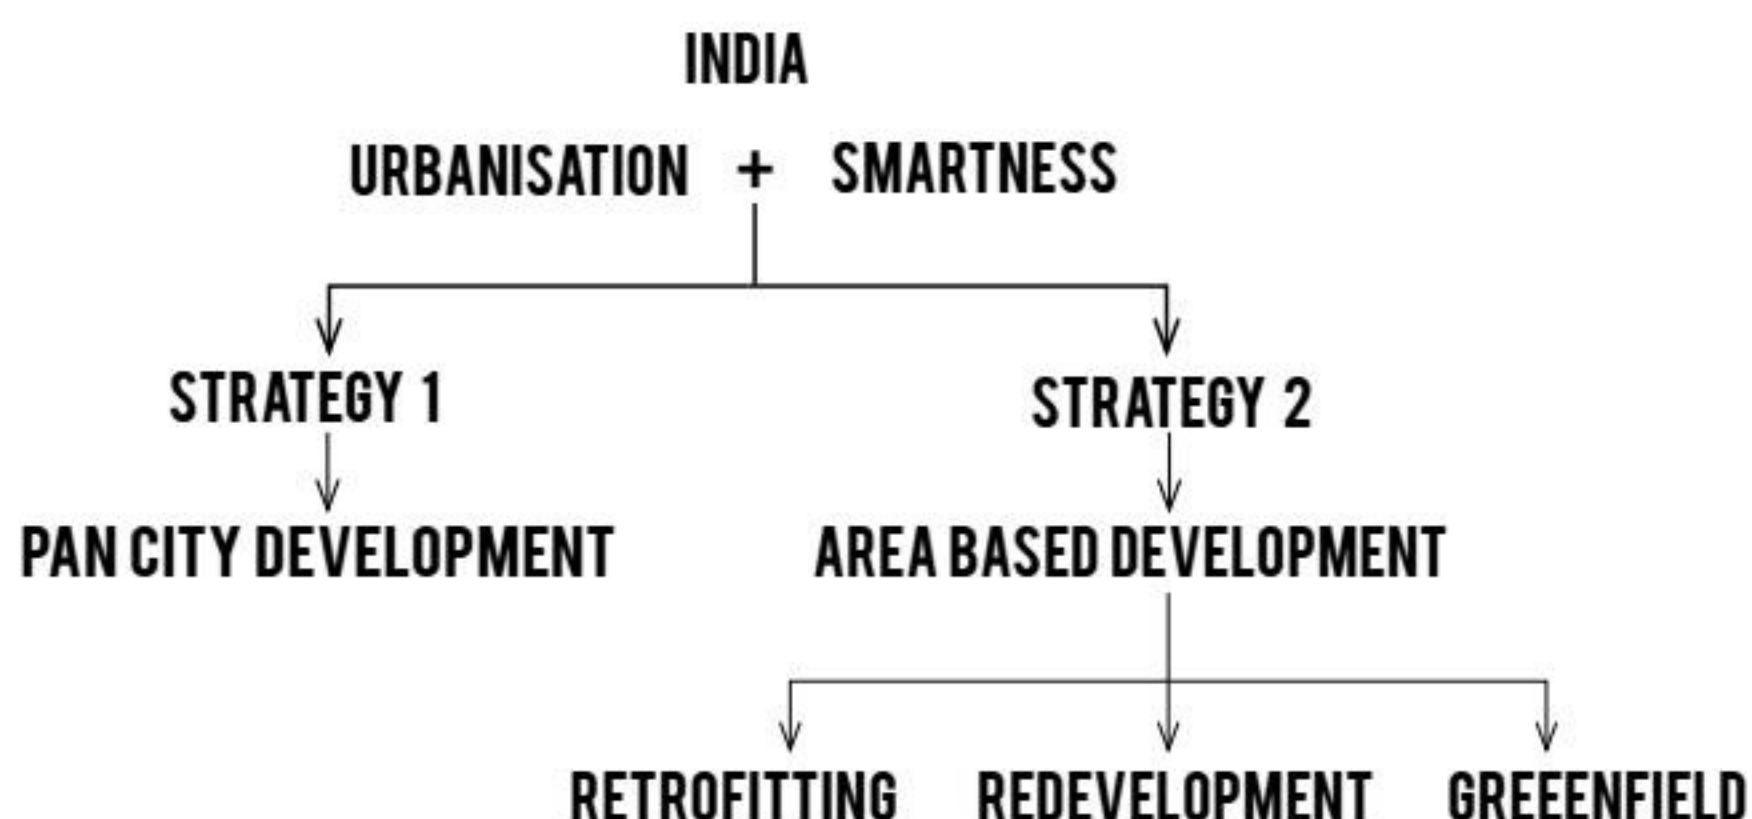 INDIA
URBANISATION + SMARTNESS
STRATEGY 1
STRATEGY 2
PAN CITY DEVELOPMENT
AREA BASED DEVELOPMENT
RETROFITTING
REDEVELOPMENT
GREEENFIELD